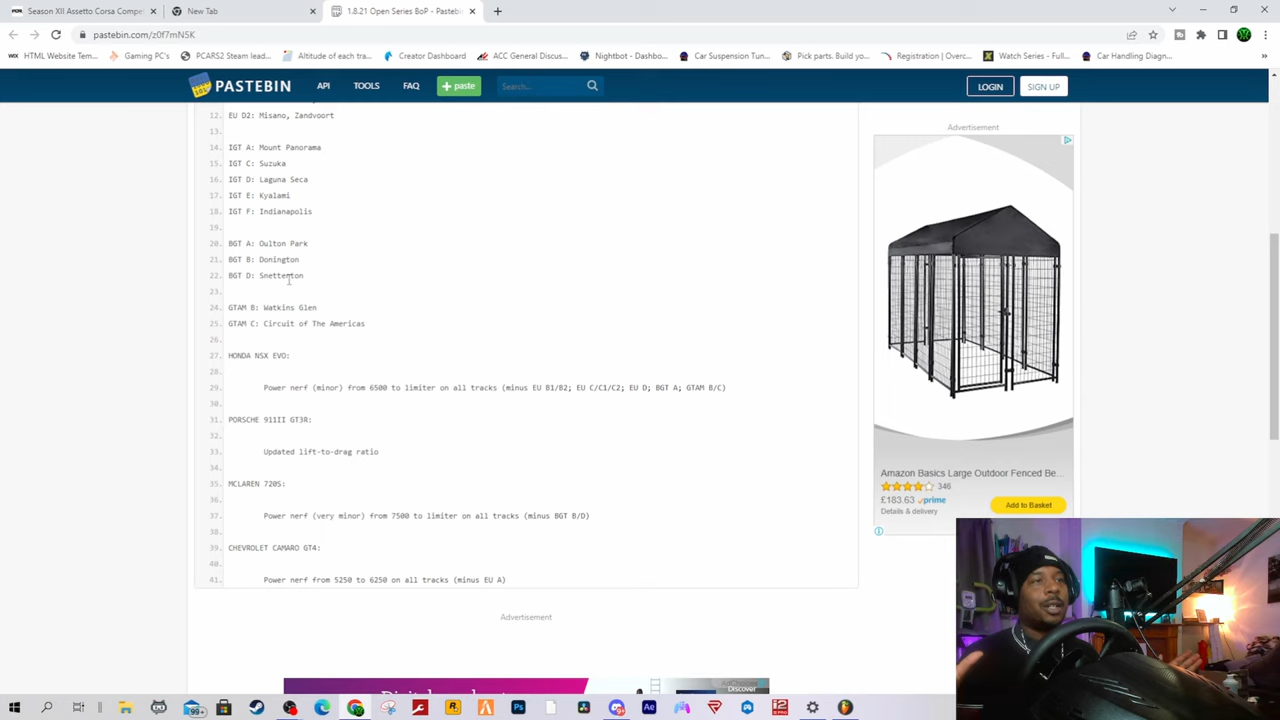 Season XII Assetto Corsa Compe
New Tab
1.8.21 Open Series BoP - Pastebi
pastebin.com/z0f7mN5K
HTML Website Tem...
Gaming PC's
PCARS2 Steam lead...
Altitude of each tra...
Creator Dashboard
ACC General Discus...
Nightbot - Dashbo...
Car Suspension Tun...
Pick parts. Build yo...
Registration | Overc...
Watch Series - Full...
Car Handling Diagn...
PASTEBIN
API
TOOLS
FAQ
+ paste
Search...
LOGIN
SIGN UP
12. EU D2: Misano, Zandvoort
13.
14. IGT A: Mount Panorama
15. IGT C: Suzuka
16. IGT D: Laguna Seca
17. IGT E: Kyalami
18. IGT F: Indianapolis
19.
20. BGT A: Oulton Park
21. BGT B: Donington
22. BGT D: Snetterton
23.
24. GTAM B: Watkins Glen
25. GTAM C: Circuit of The Americas
26.
27. HONDA NSX EVO:
28.
29. Power nerf (minor) from 6500 to limiter on all tracks (minus EU B1/B2; EU C/C1/C2; EU D; BGT A; GTAM B/C)
30.
31. PORSCHE 911II GT3R:
32.
33. Updated lift-to-drag ratio
34.
35. MCLAREN 720S:
36.
37. Power nerf (very minor) from 7500 to limiter on all tracks (minus BGT B/D)
38.
39. CHEVROLET CAMARO GT4:
40.
41. Power nerf from 5250 to 6250 on all tracks (minus EU A)
Advertisement
Amazon Basics Large Outdoor Fenced Be...
346
£183.63 prime
Details & delivery
Add to Basket
Advertisement
AdChoices
Discover
99+